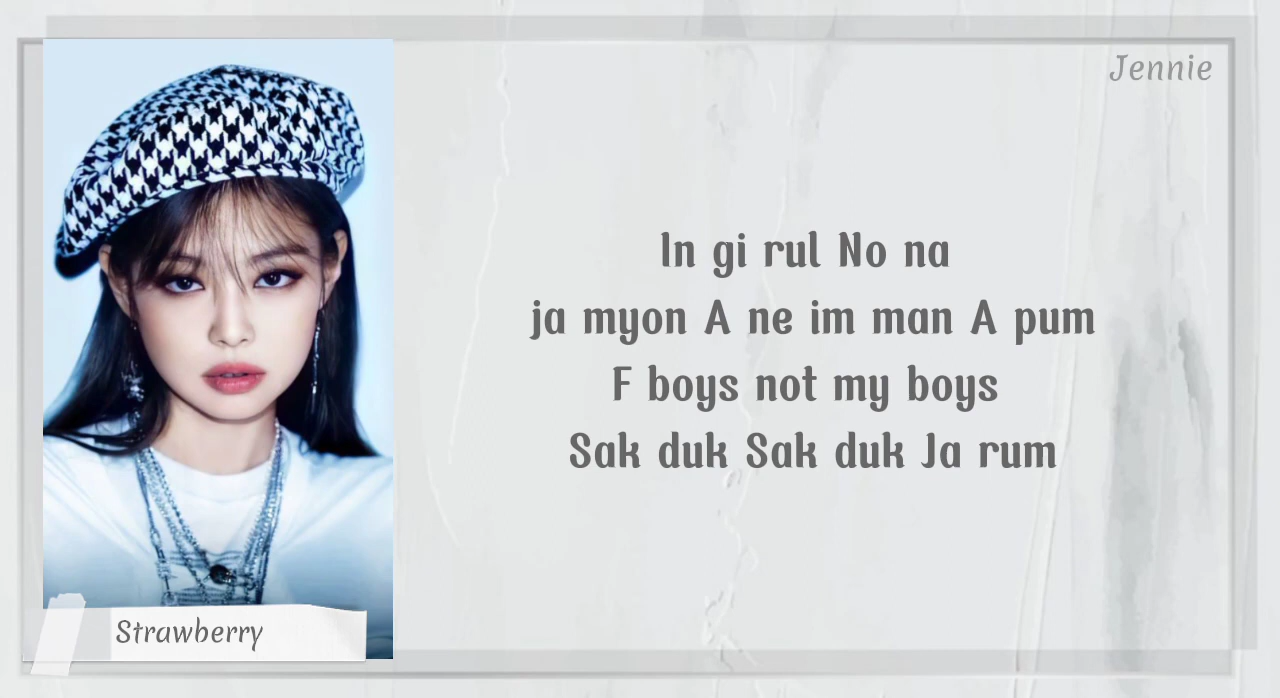 Jennie
In gi rul No na
ja myon A ne im man A pum
F boys not my boys
Sak duk Sak duk Ja rum
Strawberry